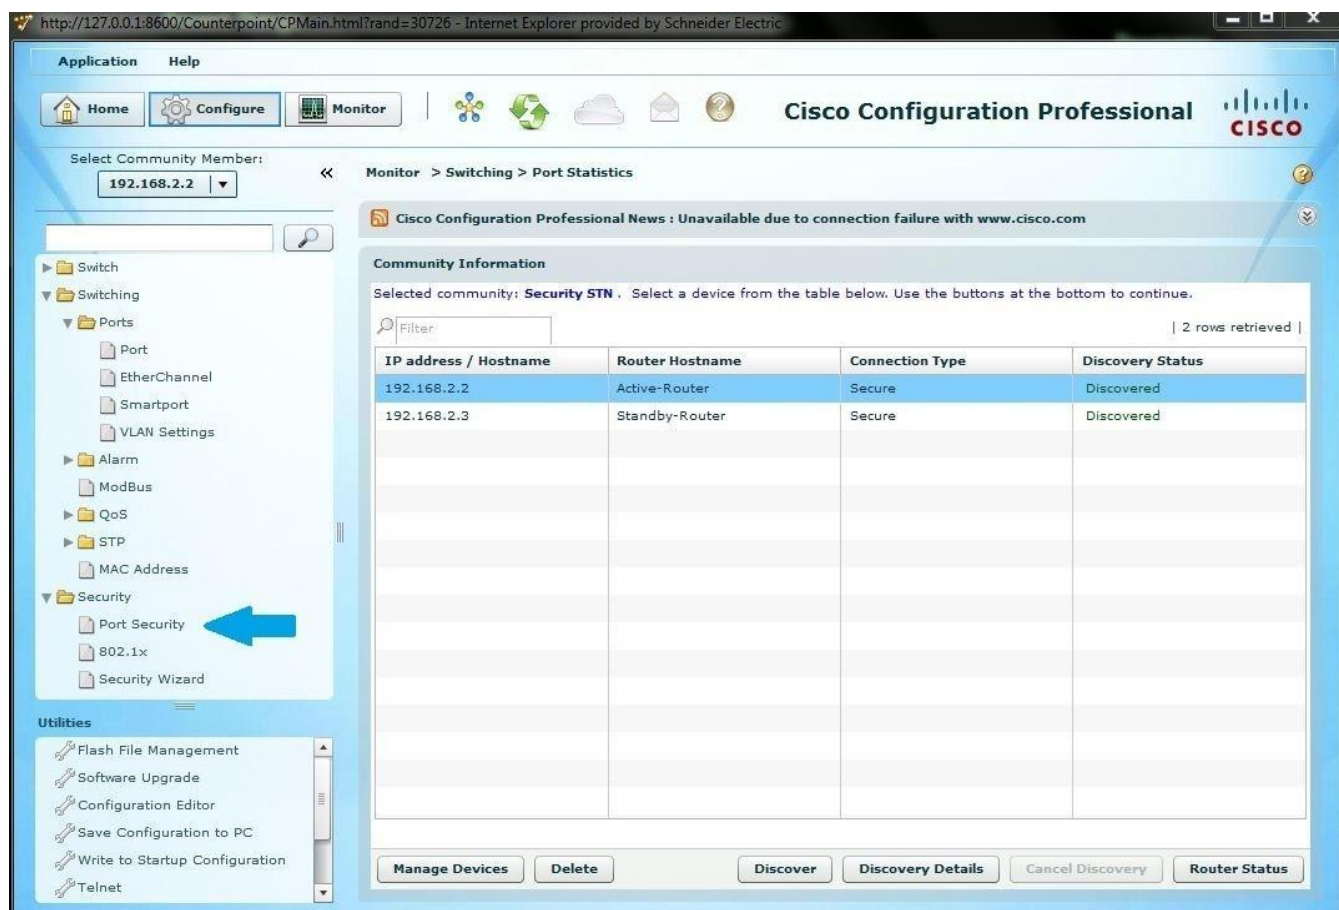 http://127.0.0.1:8600/Counterpoint/CPMain.html?rand=30726 - Internet Explorer provided by Schneider Electric
Application Help
Home Configure Monitor
Cisco Configuration Professional
CISCO
Select Community Member:
192.168.2.2
Monitor > Switching > Port Statistics
Cisco Configuration Professional News : Unavailable due to connection failure with www.cisco.com
Switch
Switching
Ports
Port
EtherChannel
Smartport
VLAN Settings
Alarm
ModBus
QoS
STP
MAC Address
Security
Port Security
802.1x
Security Wizard
Utilities
Flash File Management
Software Upgrade
Configuration Editor
Save Configuration to PC
Write to Startup Configuration
Telnet
Community Information
Selected community: Security STN . Select a device from the table below. Use the buttons at the bottom to continue.
Filter
| 2 rows retrieved |
IP address / Hostname Router Hostname Connection Type Discovery Status
192.168.2.2 Active-Router Secure Discovered
192.168.2.3 Standby-Router Secure Discovered
Manage Devices Delete Discover Discovery Details Cancel Discovery Router Status